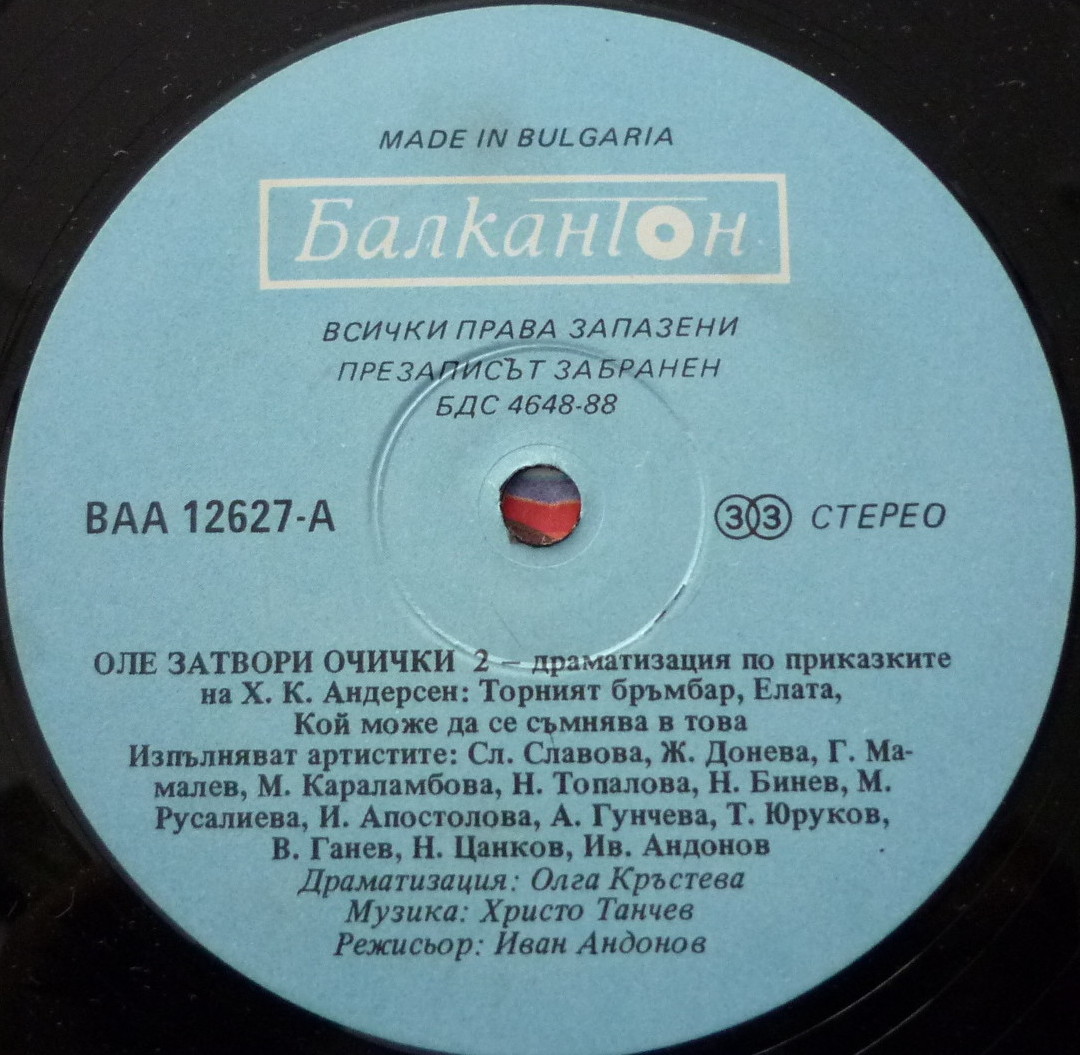 MADE IN BULGARIA
Балкантон
ВСИЧКИ ПРАВА ЗАПАЗЕНИ
ПРЕЗАПИСЪТ ЗАБРАНЕН
БДС 4648-88
ВАА 12627-А
33 СТЕРЕО
ОЛЕ ЗАТВОРИ ОЧИЧКИ 2 – драматизация по приказките
на Х. К. Андерсен: Торният бръмбар, Елата,
Кой може да се съмнява в това
Изпълняват артистите: Сл. Славова, Ж. Донева, Г. Ма-
малев, М. Караламбова, Н. Топалова, Н. Бинев, М.
Русалиева, И. Апостолова, А. Гунчева, Т. Юруков,
В. Ганев, Н. Цанков, Ив. Андонов
Драматизация: Олга Кръстева
Музика: Христо Танчев
Режисьор: Иван Андонов